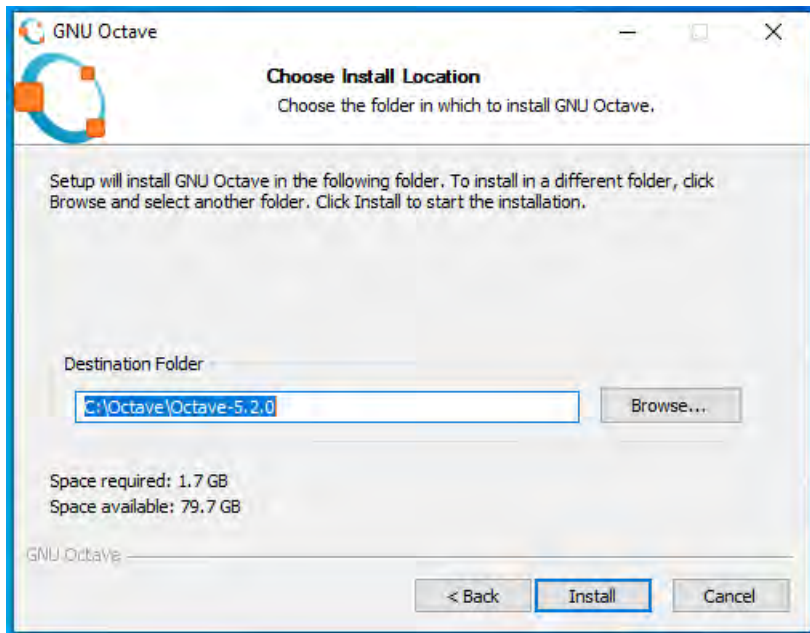 GNU Octave
Choose Install Location
Choose the folder in which to install GNU Octave.
Setup will install GNU Octave in the following folder. To install in a different folder, click
Browse and select another folder. Click Install to start the installation.
Destination Folder
C:\Octave\Octave-5.2.0
Browse...
Space required: 1.7 GB
Space available: 79.7 GB
GNU Octave
< Back
Install
Cancel